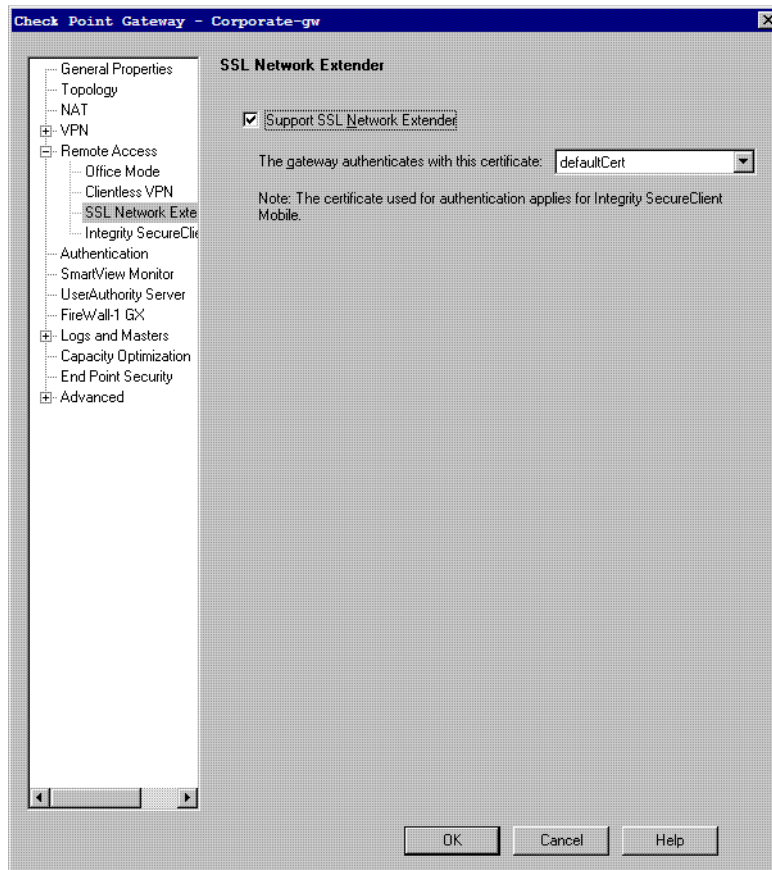 Check Point Gateway - Corporate-gw
General Properties
Topology
NAT
VPN
Remote Access
Office Mode
Clientless VPN
SSL Network Exte
Integrity SecureClie
Authentication
SmartView Monitor
UserAuthority Server
FireWall-1 GX
Logs and Masters
Capacity Optimization
End Point Security
Advanced
SSL Network Extender
Support SSL Network Extender
The gateway authenticates with this certificate: defaultCert
Note: The certificate used for authentication applies for Integrity SecureClient
Mobile.
OK Cancel Help